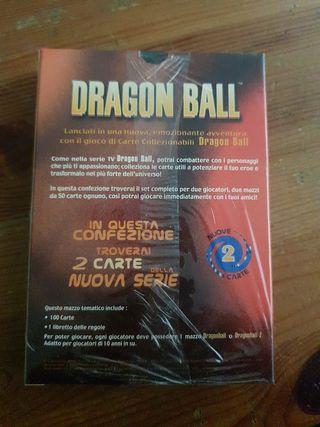 DRAGON BALL™
Lanciati in una nuova, emozionante avventura
con il gioco di Carte Collezionabili Dragon Ball
Come nella serie TV Dragon Ball, potrai combattere con i personaggi
che più ti appassionano; colleziona le carte utili a potenziare il tuo eroe e
trasformalo nel più forte dell'universo!
In questa confezione troverai il set completo per due giocatori, due mazzi
da 50 carte ognuno, così potrai giocare immediatamente con i tuoi amici!
IN QUESTA
CONFEZIONE
TROVERAI
2 CARTE DELLA
NUOVA SERIE
NUOVE
2
CARTE
Questo mazzo tematico include :
• 100 Carte
• 1 libretto delle regole
Per poter giocare, ogni giocatore deve possedere 1 mazzo Dragonball o Dragonball Z
Adatto per giocatori di 10 anni in su.